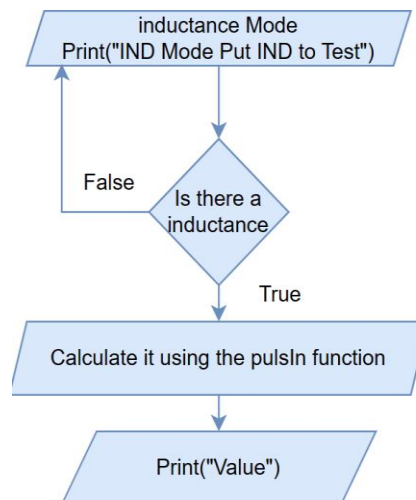 inductance Mode
Print("IND Mode Put IND to Test")
False
Is there a
inductance
True
Calculate it using the pulsIn function
Print("Value")